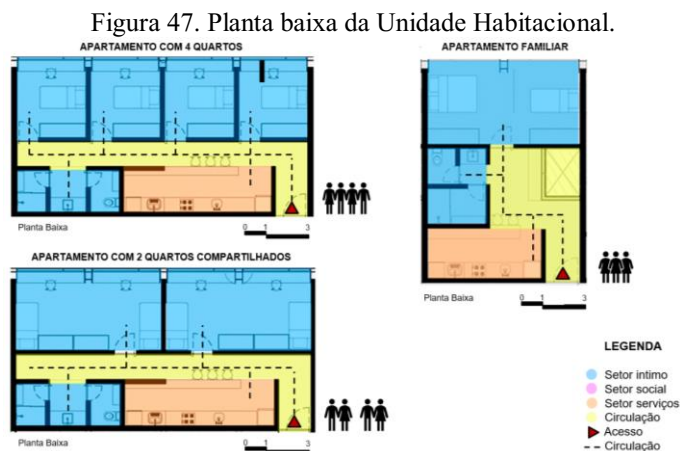 Figura 47. Planta baixa da Unidade Habitacional.
APARTAMENTO COM 4 QUARTOS
Planta Baixa
0 1 3
APARTAMENTO FAMILIAR
Planta Baixa
0 1 3
APARTAMENTO COM 2 QUARTOS COMPARTILHADOS
Planta Baixa
0 1 3
LEGENDA
Setor intimo
Setor social
Setor serviços
Circulação
Acesso
Circulação